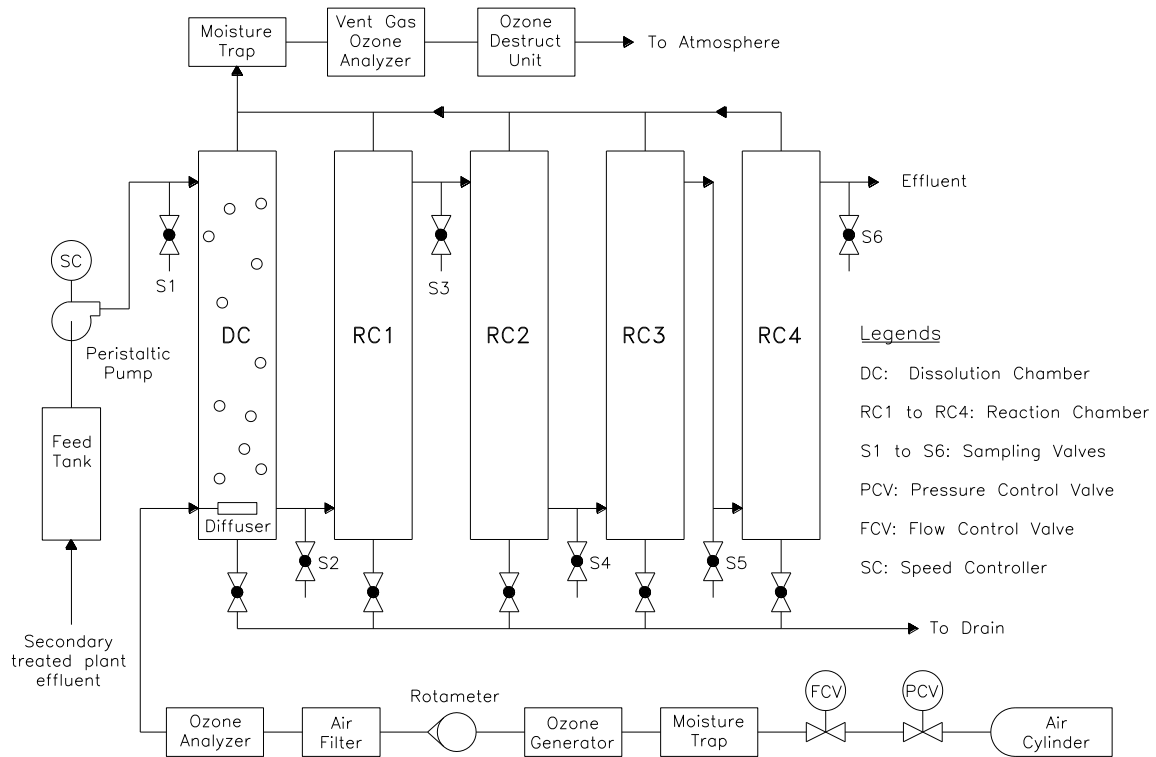 Moisture
Trap
Vent Gas
Ozone
Analyzer
Ozone
Destruct
Unit
To Atmosphere
Effluent
S1
S3
S6
SC
Peristaltic
Pump
DC
RC1
RC2
RC3
RC4
Feed
Tank
Diffuser
S2
S4
S5
Legends
DC: Dissolution Chamber
RC1 to RC4: Reaction Chamber
S1 to S6: Sampling Valves
PCV: Pressure Control Valve
FCV: Flow Control Valve
SC: Speed Controller
To Drain
Secondary
treated plant
effluent
Ozone
Analyzer
Air
Filter
Rotameter
Ozone
Generator
Moisture
Trap
FCV
PCV
Air
Cylinder